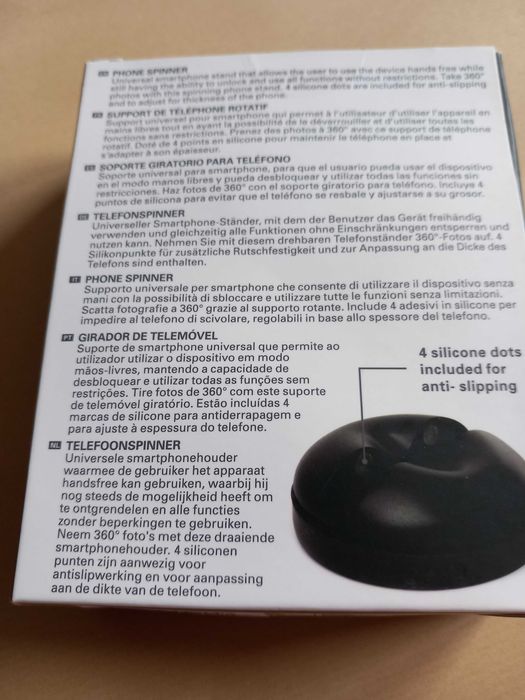 EN PHONE SPINNER
Universal smartphone stand that allows the user to use the device hands free while
still having the ability to unlock and use all functions without restrictions. Take 360°
photos with this spinning phone stand. 4 silicone dots are included for anti-slipping
and to adjust for thickness of the phone.
FR SUPPORT DE TÉLÉPHONE ROTATIF
Support universel pour smartphone qui permet à l'utilisateur d'utiliser l'appareil en
mains libres tout en ayant la possibilité de le déverrouiller et d'utiliser toutes les
fonctions sans restrictions. Prenez des photos à 360° avec ce support de téléphone
rotatif. Doté de 4 points en silicone pour maintenir le téléphone en place et
s'adapter à son épaisseur.
ES SOPORTE GIRATORIO PARA TELÉFONO
Soporte universal para smartphone, para que el usuario pueda usar el dispositivo
en el modo manos libres y pueda desbloquear y utilizar todas las funciones sin
restricciones. Haz fotos de 360° con el soporte giratorio para teléfono. Incluye 4
puntos de silicona para evitar que el teléfono se resbale y ajustarse a su grosor.
DE TELEFONSPINNER
Universeller Smartphone-Ständer, mit dem der Benutzer das Gerät freihändig
verwenden und gleichzeitig alle Funktionen ohne Einschränkungen entsperren und
nutzen kann. Nehmen Sie mit diesem drehbaren Telefonständer 360°-Fotos auf. 4
Silikonpunkte für zusätzliche Rutschfestigkeit und zur Anpassung an die Dicke des
Telefons sind enthalten.
IT PHONE SPINNER
Supporto universale per smartphone che consente di utilizzare il dispositivo senza
mani con la possibilità di sbloccare e utilizzare tutte le funzioni senza limitazioni.
Scatta fotografie a 360° grazie al supporto rotante. Include 4 adesivi in silicone per
impedire al telefono di scivolare, regolabili in base allo spessore del telefono.
PT GIRADOR DE TELEMÓVEL
Suporte de smartphone universal que permite ao
utilizador utilizar o dispositivo em modo
mãos-livres, mantendo a capacidade de
desbloquear e utilizar todas as funções sem
restrições. Tire fotos de 360° com este suporte
de telemóvel giratório. Estão incluídas 4
marcas de silicone para antiderrapagem e
para ajuste à espessura do telefone.
4 silicone dots
included for
anti- slipping
NL TELEFOONSPINNER
Universele smartphonehouder
waarmee de gebruiker het apparaat
handsfree kan gebruiken, waarbij hij
nog steeds de mogelijkheid heeft om
te ontgrendelen en alle functies
zonder beperkingen te gebruiken.
Neem 360° foto's met deze draaiende
smartphonehouder. 4 siliconen
punten zijn aanwezig voor
antislipwerking en voor aanpassing
aan de dikte van de telefoon.